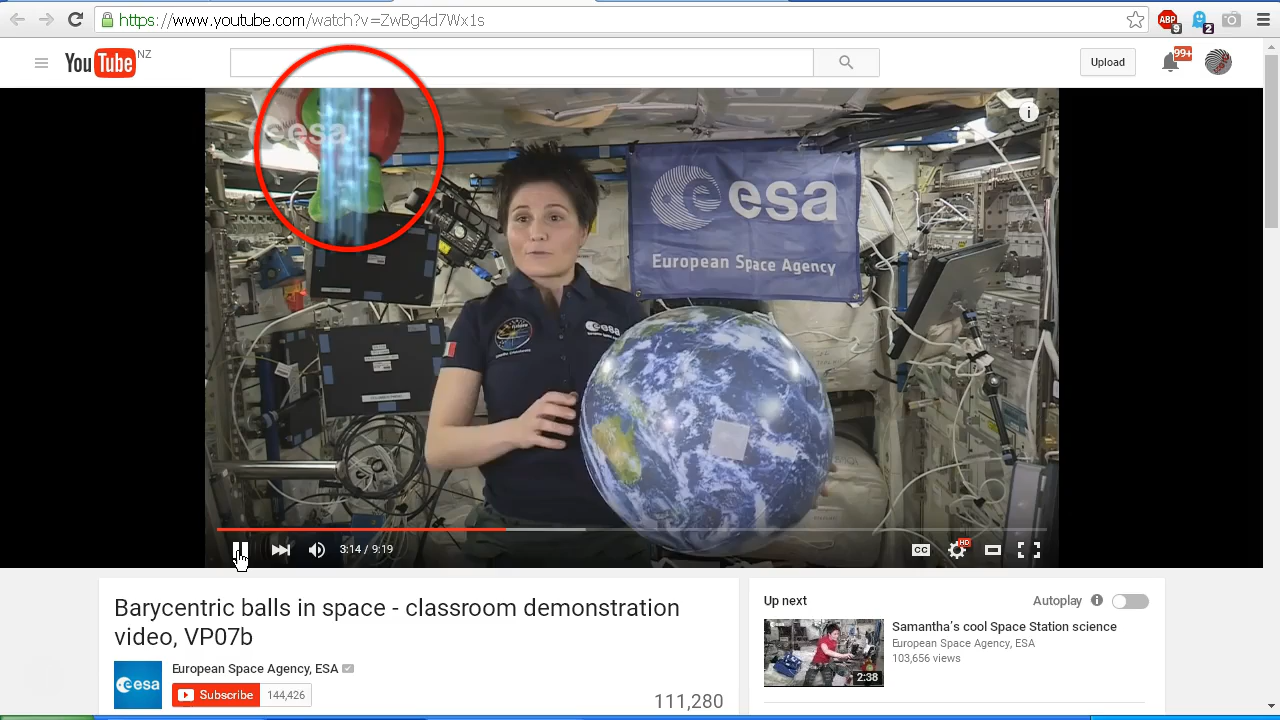 https://www.youtube.com/watch?v=ZwBg4d7Wx1s
ABP
9
2
YouTube NZ
Upload
99+
esa
esa
European Space Agency
esa
i
3:14 / 9:19
CC
HD
Barycentric balls in space - classroom demonstration
video, VP07b
esa
European Space Agency, ESA
Subscribe
144,426
111,280
Up next
Autoplay
Samantha's cool Space Station science
European Space Agency, ESA
103,656 views
2:38